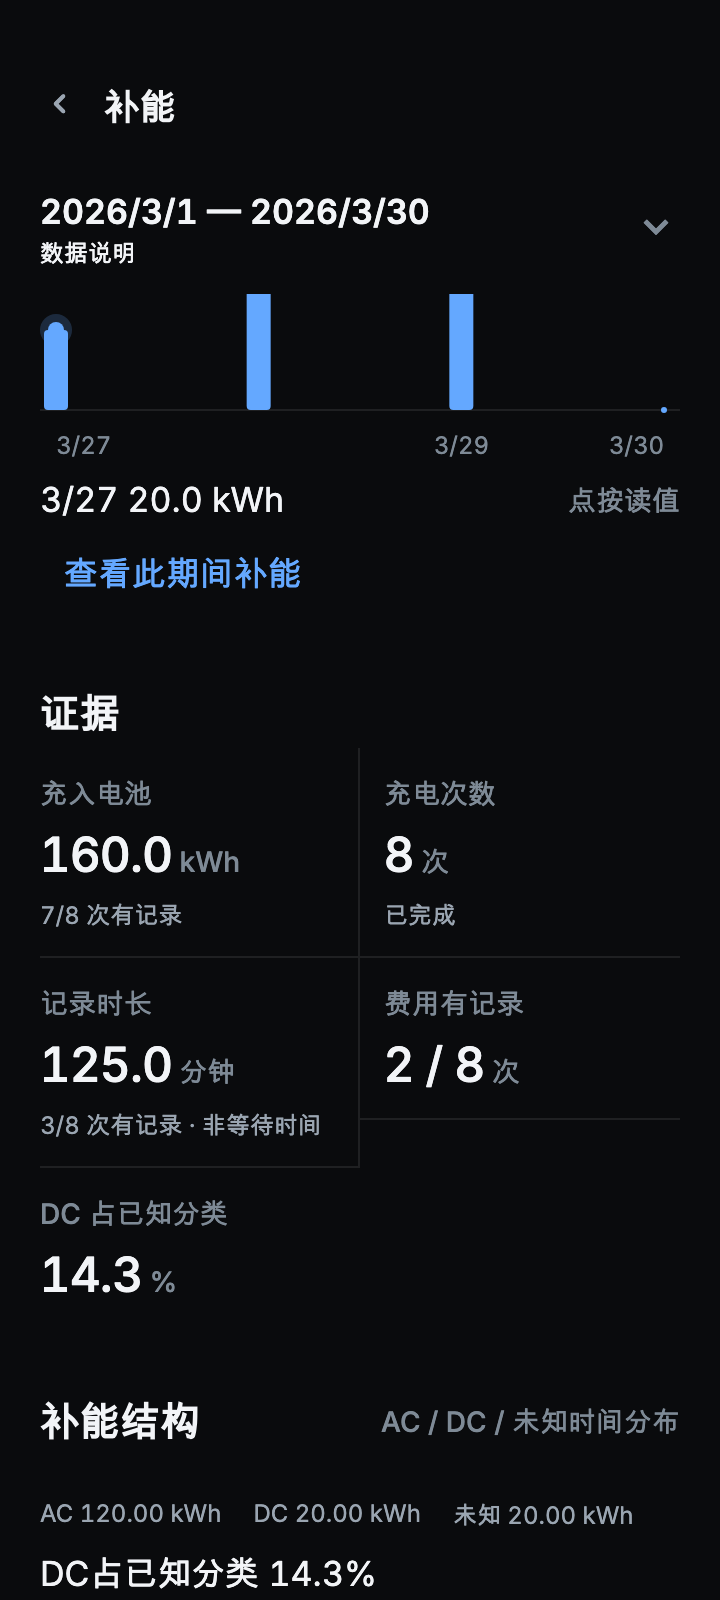 补能
2026/3/1 — 2026/3/30
数据说明
3/27 3/29 3/30
3/27 20.0 kWh 点按读值
查看此期间补能
证据
充入电池 充电次数
160.0 kWh 8 次
7/8 次有记录 已完成
记录时长 费用有记录
125.0 分钟 2 / 8 次
3/8 次有记录 · 非等待时间
DC 占已知分类
14.3 %
补能结构 AC / DC / 未知时间分布
AC 120.00 kWh DC 20.00 kWh 未知 20.00 kWh
DC占已知分类 14.3%